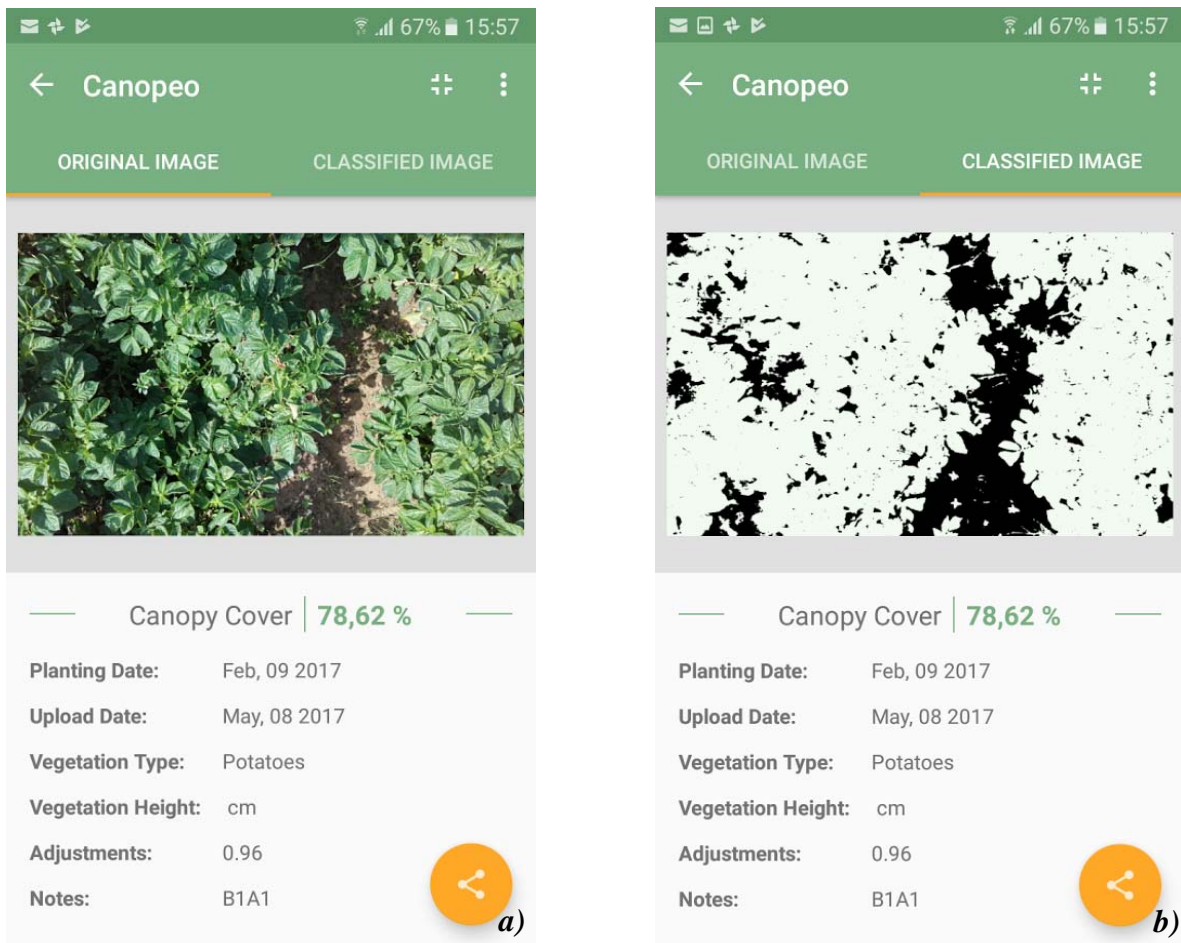 67% 15:57
Canopeo
ORIGINAL IMAGE CLASSIFIED IMAGE
Canopy Cover 78,62 %
Planting Date: Feb, 09 2017
Upload Date: May, 08 2017
Vegetation Type: Potatoes
Vegetation Height: cm
Adjustments: 0.96
Notes: B1A1
a)
67% 15:57
Canopeo
ORIGINAL IMAGE CLASSIFIED IMAGE
Canopy Cover 78,62 %
Planting Date: Feb, 09 2017
Upload Date: May, 08 2017
Vegetation Type: Potatoes
Vegetation Height: cm
Adjustments: 0.96
Notes: B1A1
b)